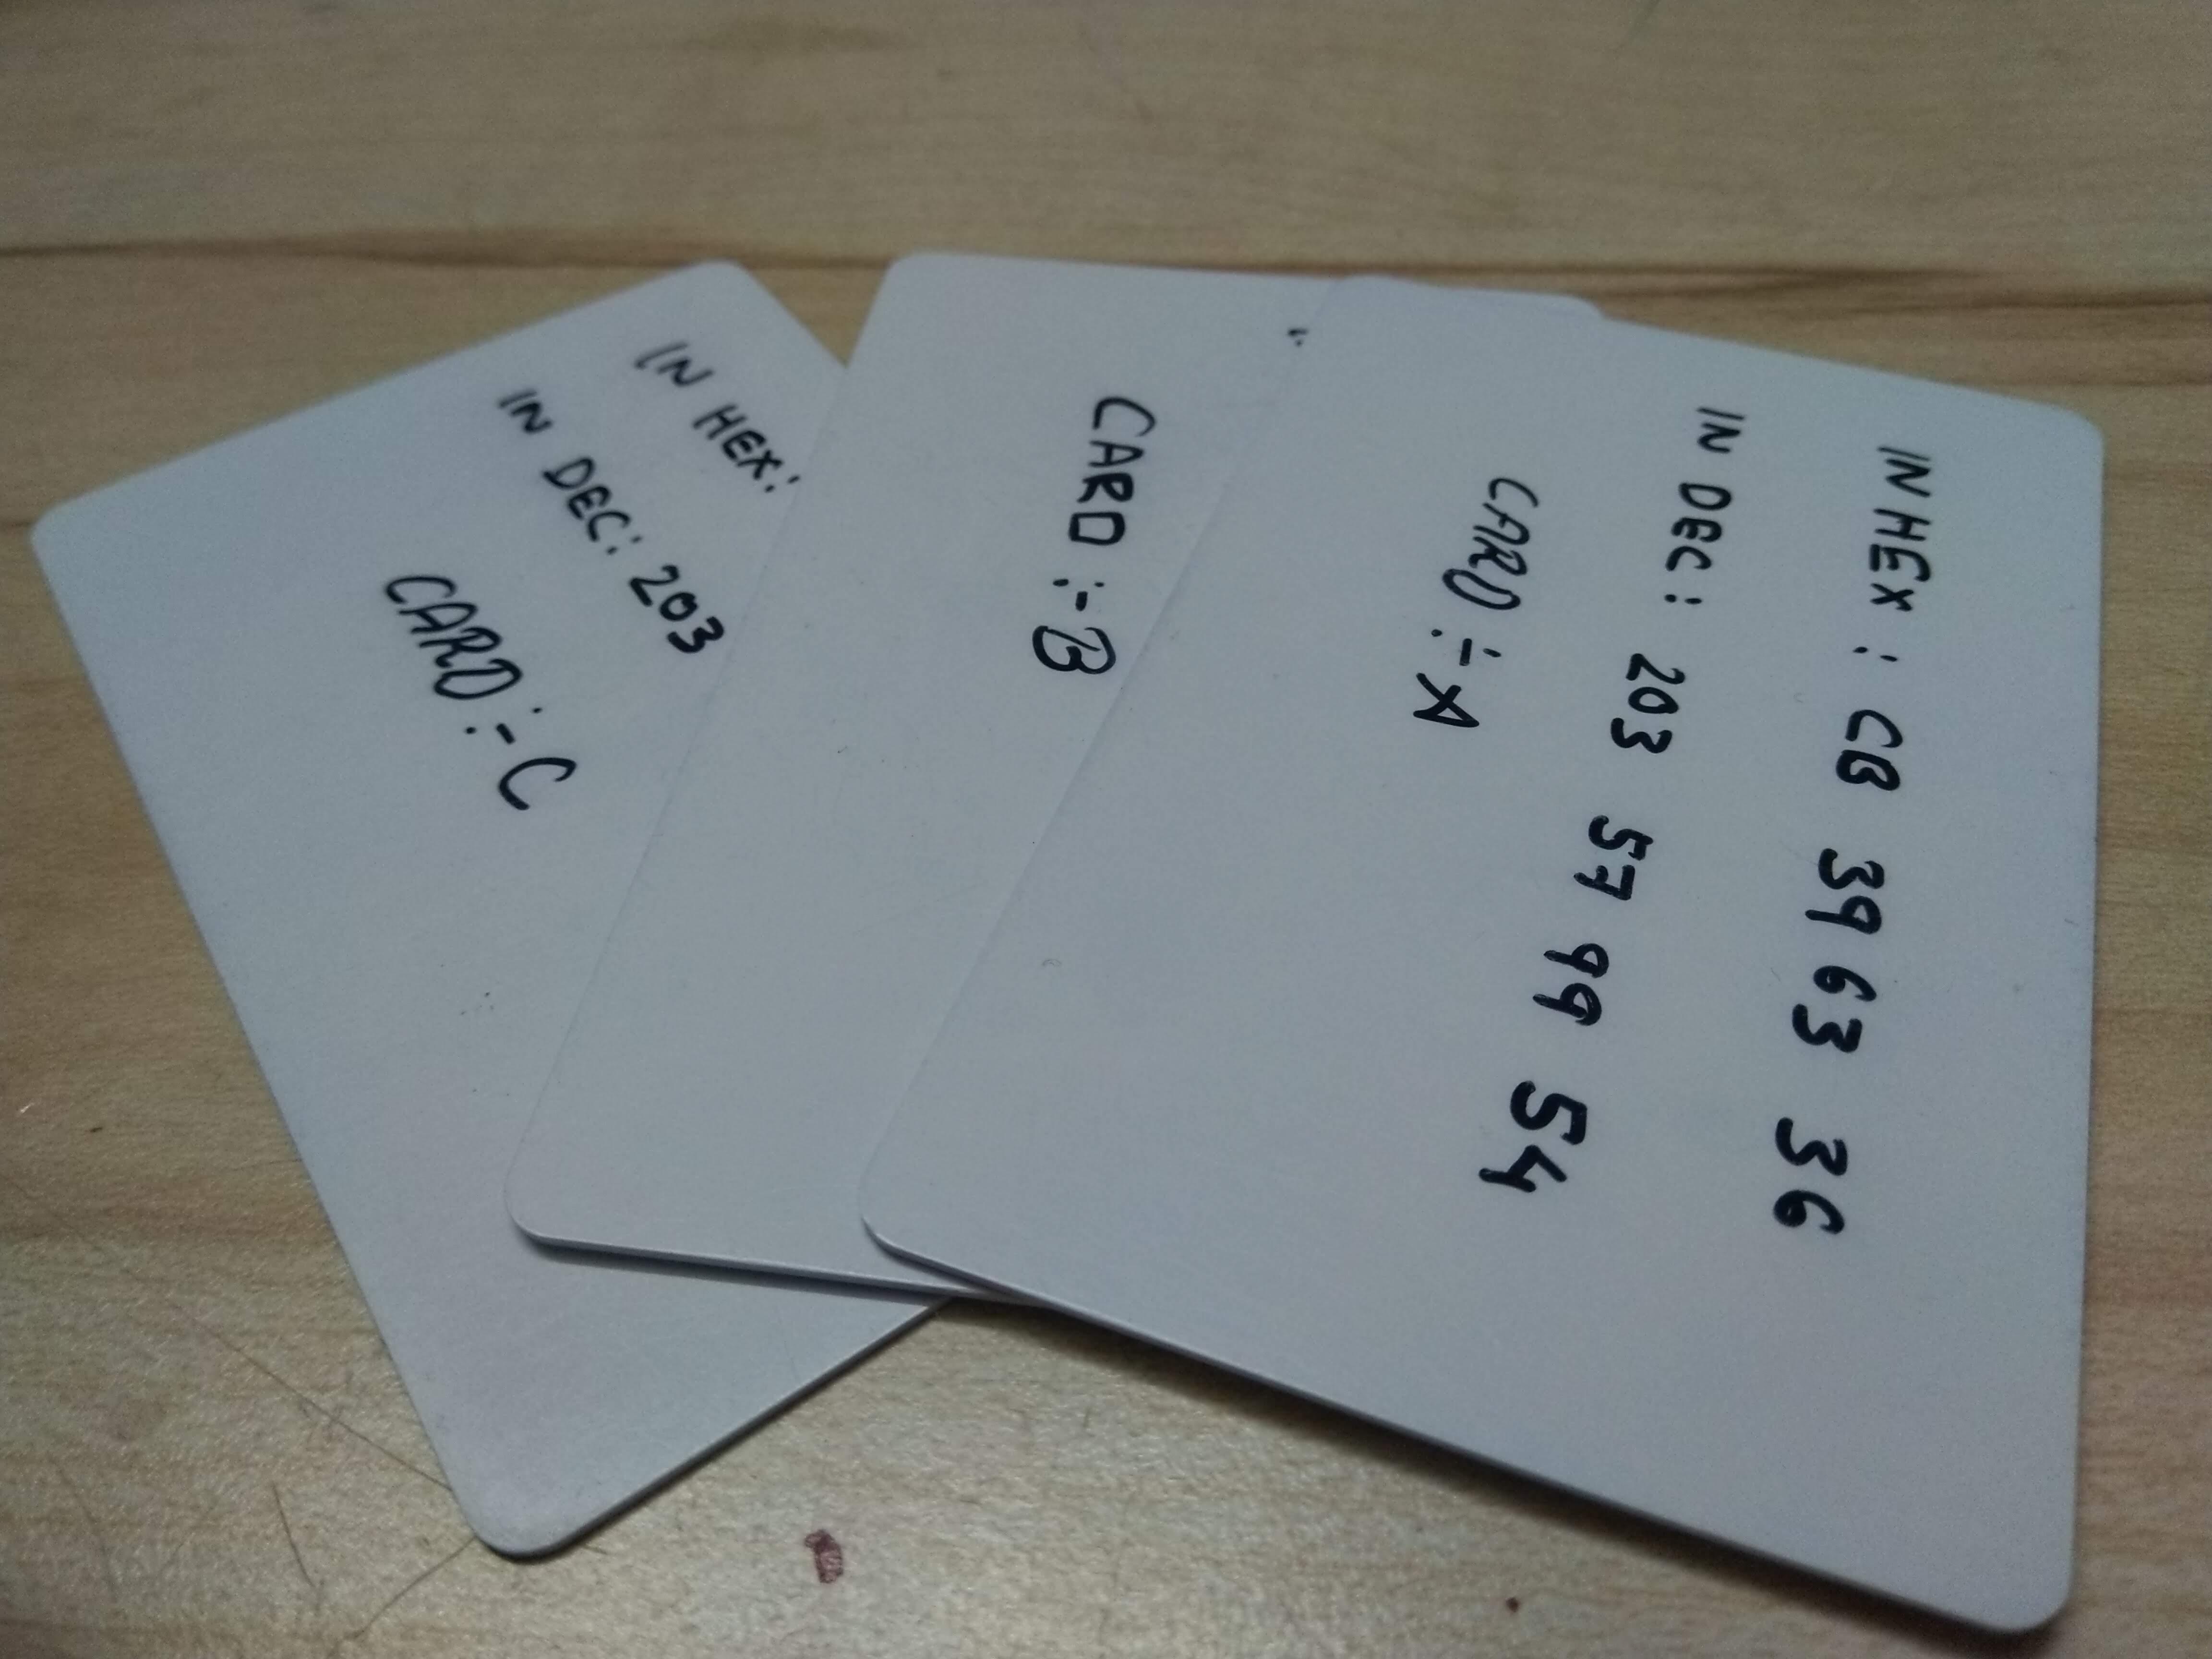 IN HEX : CB 39 63 36
IN DEC : 203 57 99 54
CARD :- A
CARD :- B
IN HEX:
IN DEC: 203
CARD :- C